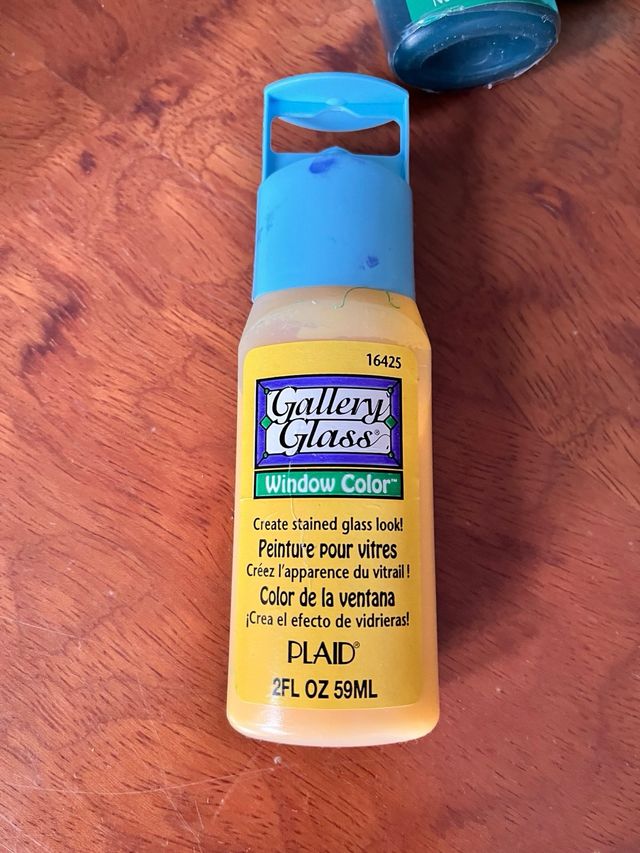 16425
Gallery
Glass®
Window Color™
Create stained glass look!
Peinture pour vitres
Créez l'apparence du vitrail !
Color de la ventana
¡Crea el efecto de vidrieras!
PLAID®
2FL OZ 59ML